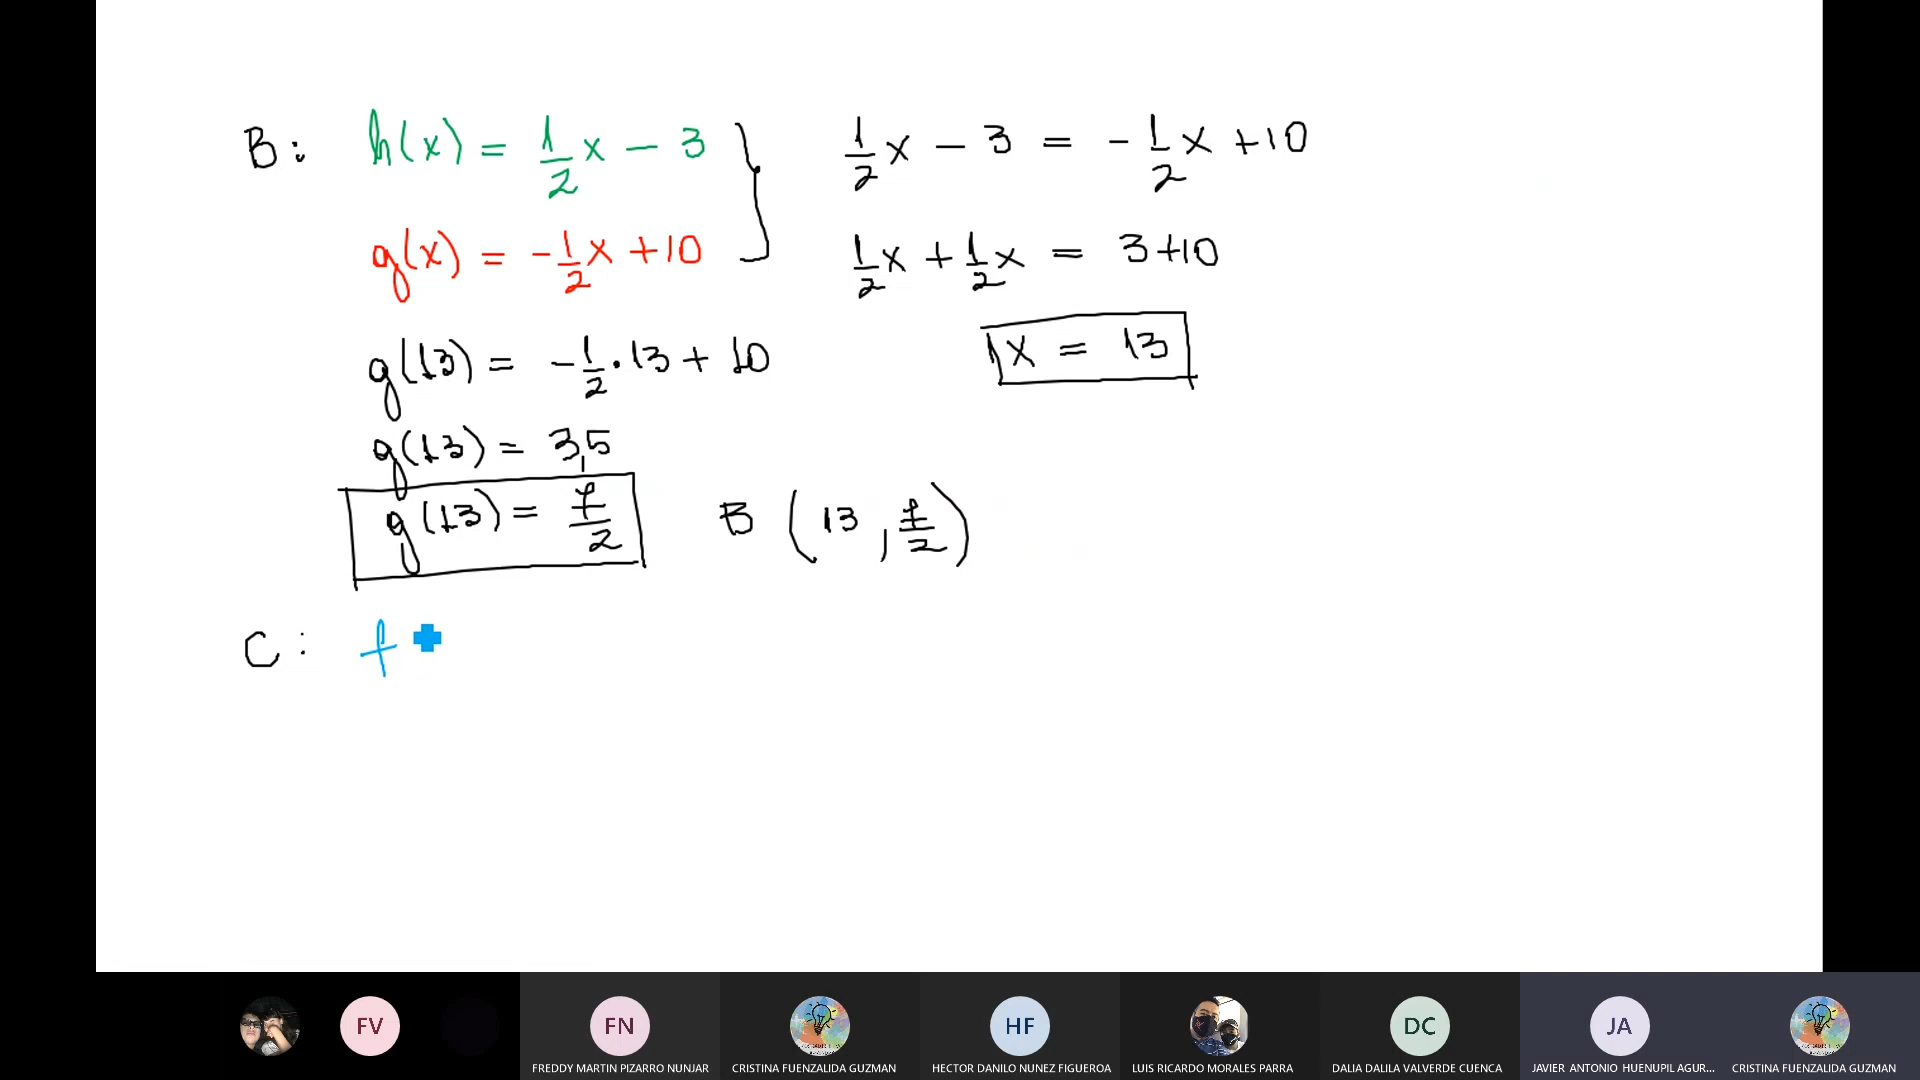 B: h(x) = 1/2 x - 3 1/2 x - 3 = - 1/2 x + 10
g(x) = - 1/2 x + 10 1/2 x + 1/2 x = 3 + 10
g(13) = - 1/2 · 13 + 10 x = 13
g(13) = 3,5
g(13) = 7/2 B (13, 7/2)
C: f
FV FN HF DC JA
FREDDY MARTIN PIZARRO NUNJAR CRISTINA FUENZALIDA GUZMAN HECTOR DANILO NUNEZ FIGUEROA LUIS RICARDO MORALES PARRA DALIA DALILA VALVERDE CUENCA JAVIER ANTONIO HUENUPIL AGUR... CRISTINA FUENZALIDA GUZMAN